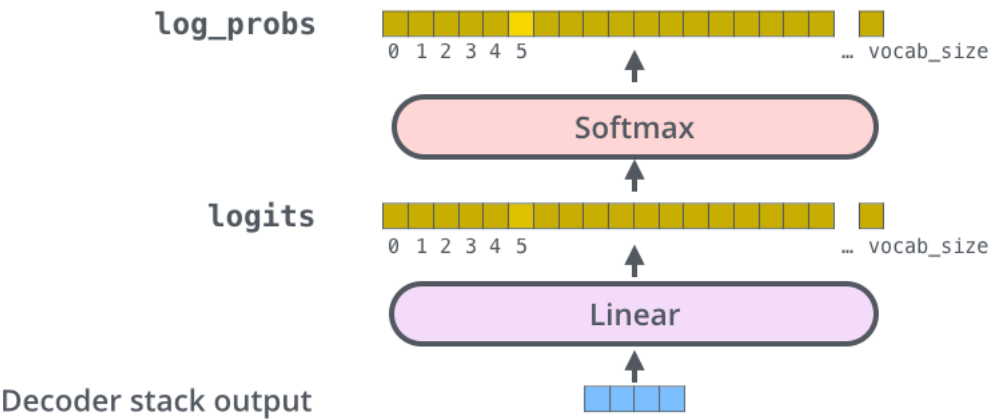 log_probs
0 1 2 3 4 5 … vocab_size
Softmax
logits
0 1 2 3 4 5 … vocab_size
Linear
Decoder stack output